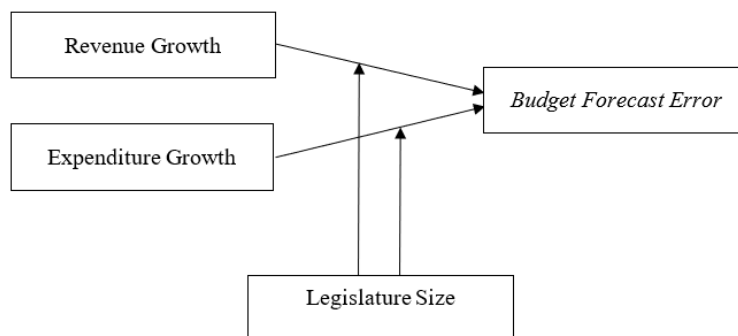 Revenue Growth
Budget Forecast Error
Expenditure Growth
Legislature Size